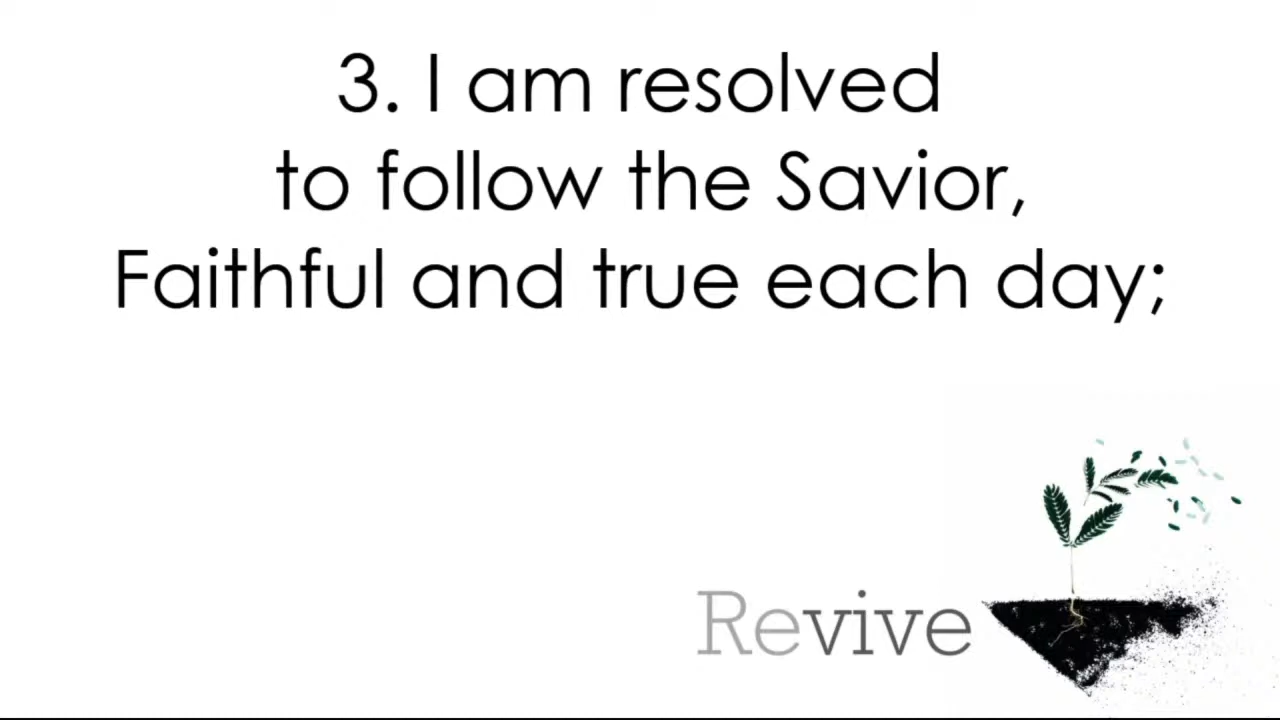 3. I am resolved
to follow the Savior,
Faithful and true each day;
Revive